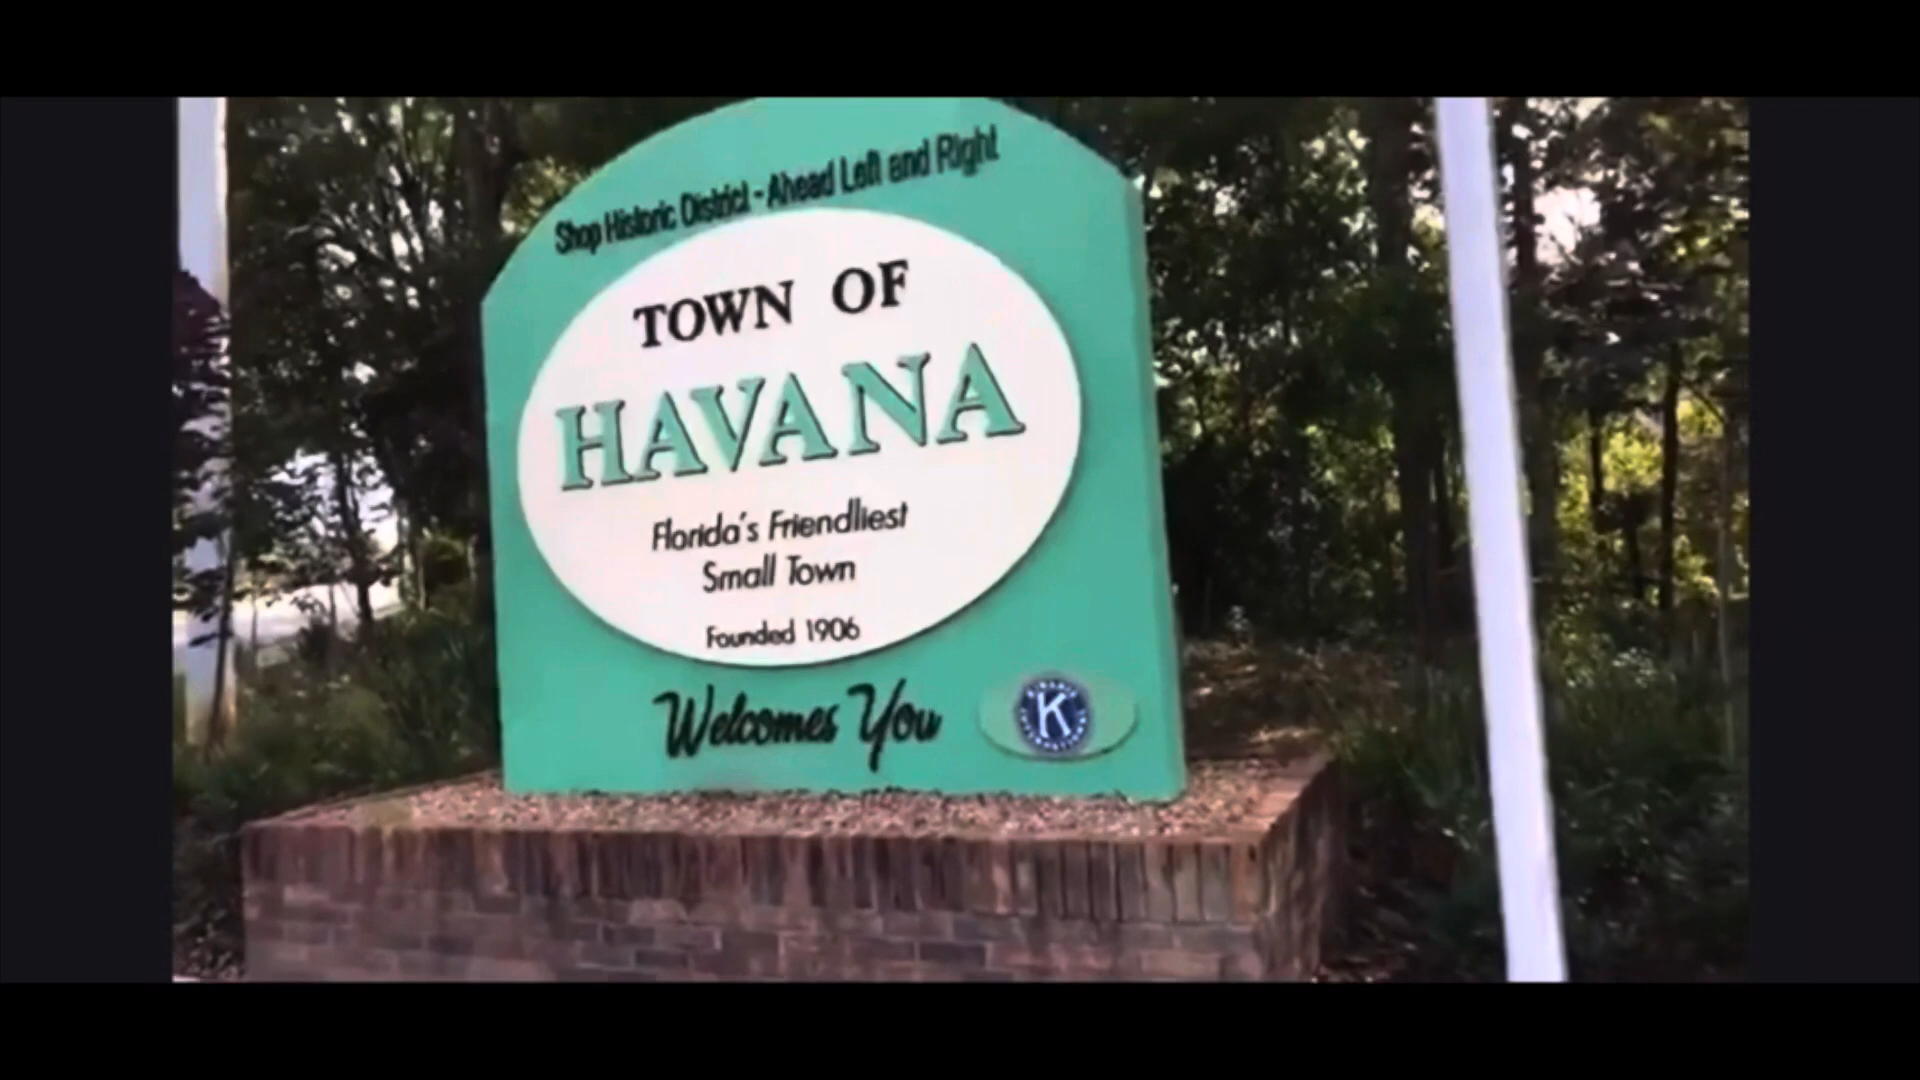 Shop Historic District - Ahead Left and Right
TOWN OF
HAVANA
Florida's Friendliest
Small Town
Founded 1906
Welcomes You
K